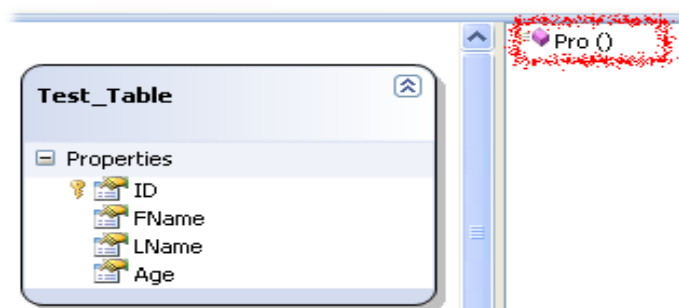 Pro ()
Test_Table
Properties
ID
FName
LName
Age